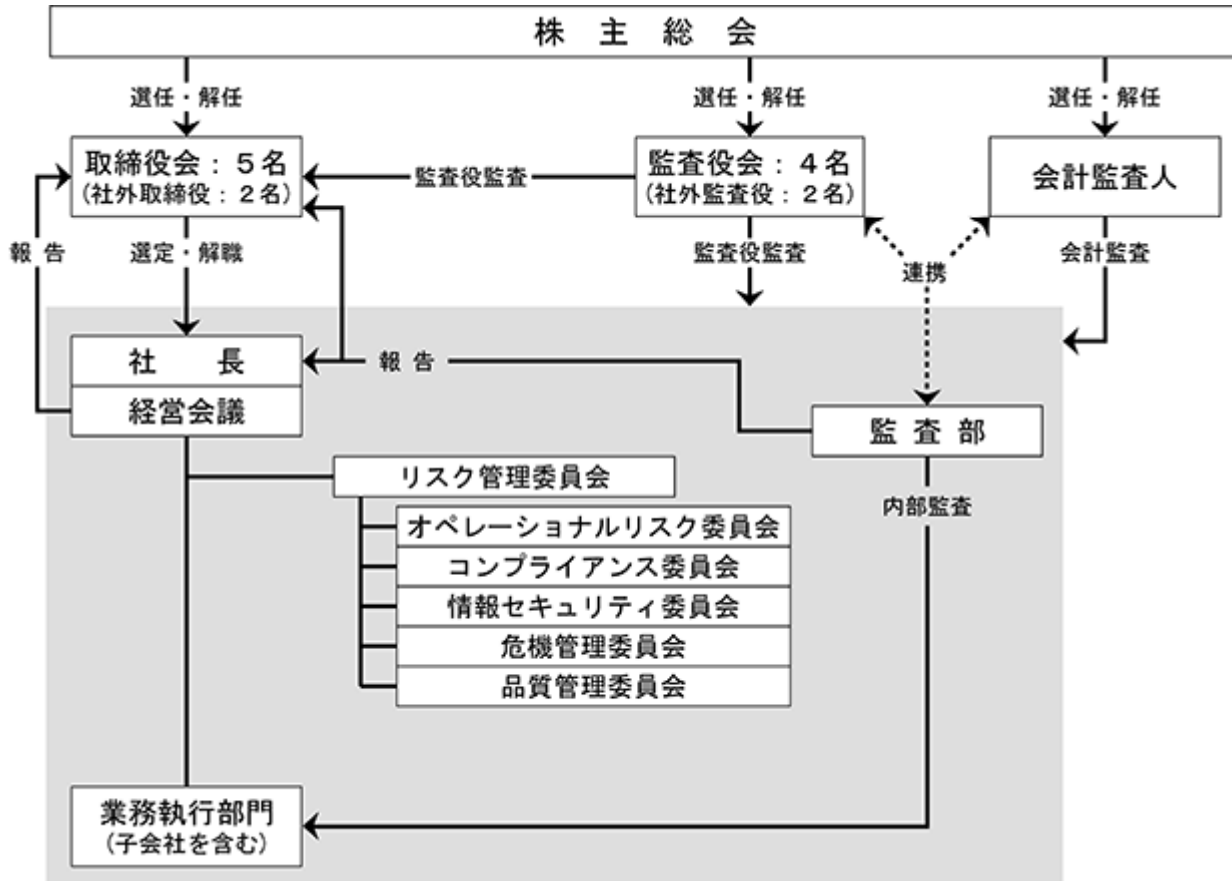 株 主 総 会
選任・解任
選任・解任
選任・解任
取締役会：５名
(社外取締役：２名)
監査役監査
監査役会：４名
(社外監査役：２名)
会計監査人
報 告
選定・解職
監査役監査
連携
会計監査
社 長
報 告
経営会議
監 査 部
リスク管理委員会
内部監査
オペレーショナルリスク委員会
コンプライアンス委員会
情報セキュリティ委員会
危機管理委員会
品質管理委員会
業務執行部門
(子会社を含む)